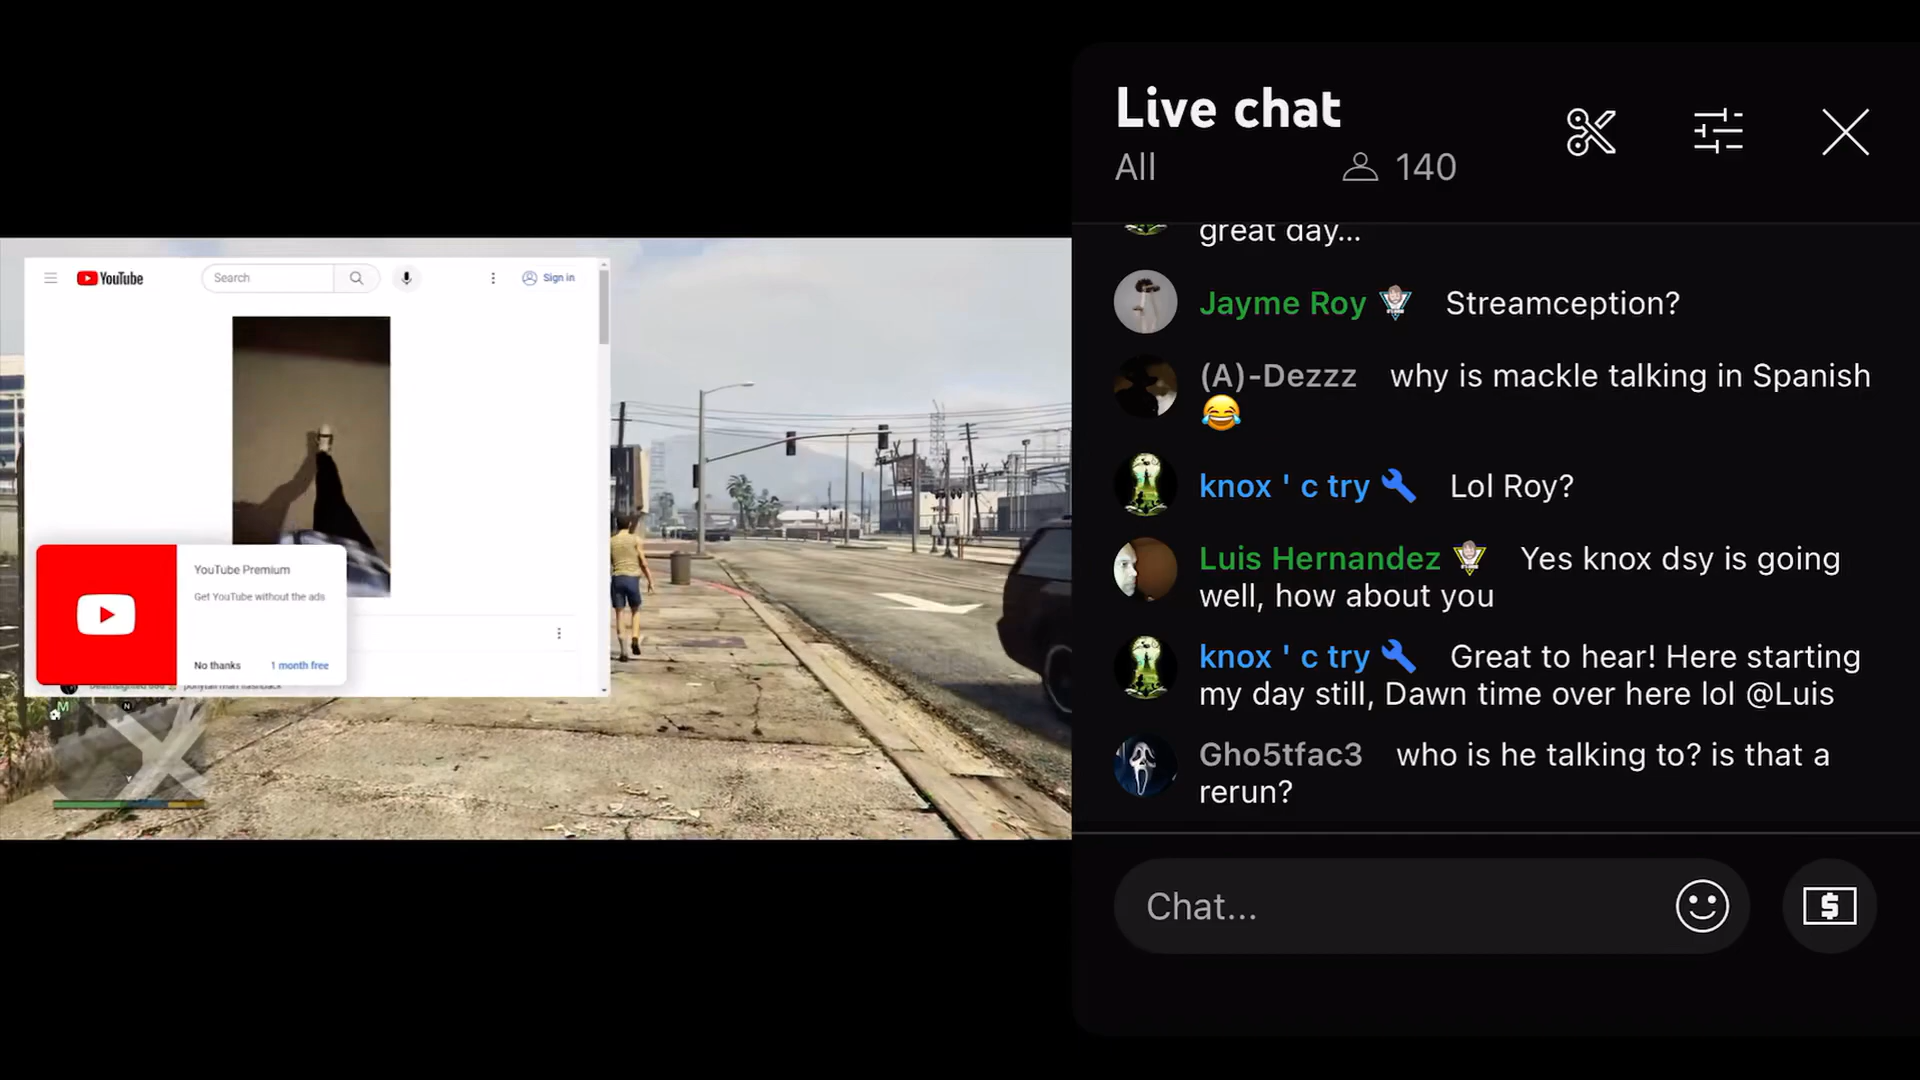 Live chat
All 140
great day...
Jayme Roy Streamception?
(A)-Dezzz why is mackle talking in Spanish
😂
knox ' c try Lol Roy?
Luis Hernandez Yes knox dsy is going
well, how about you
knox ' c try Great to hear! Here starting
my day still, Dawn time over here lol @Luis
Gho5tfac3 who is he talking to? is that a
rerun?
Chat...
YouTube
Search
Sign in
YouTube Premium
Get YouTube without the ads
No thanks 1 month free
ponytail man flashback
M
N